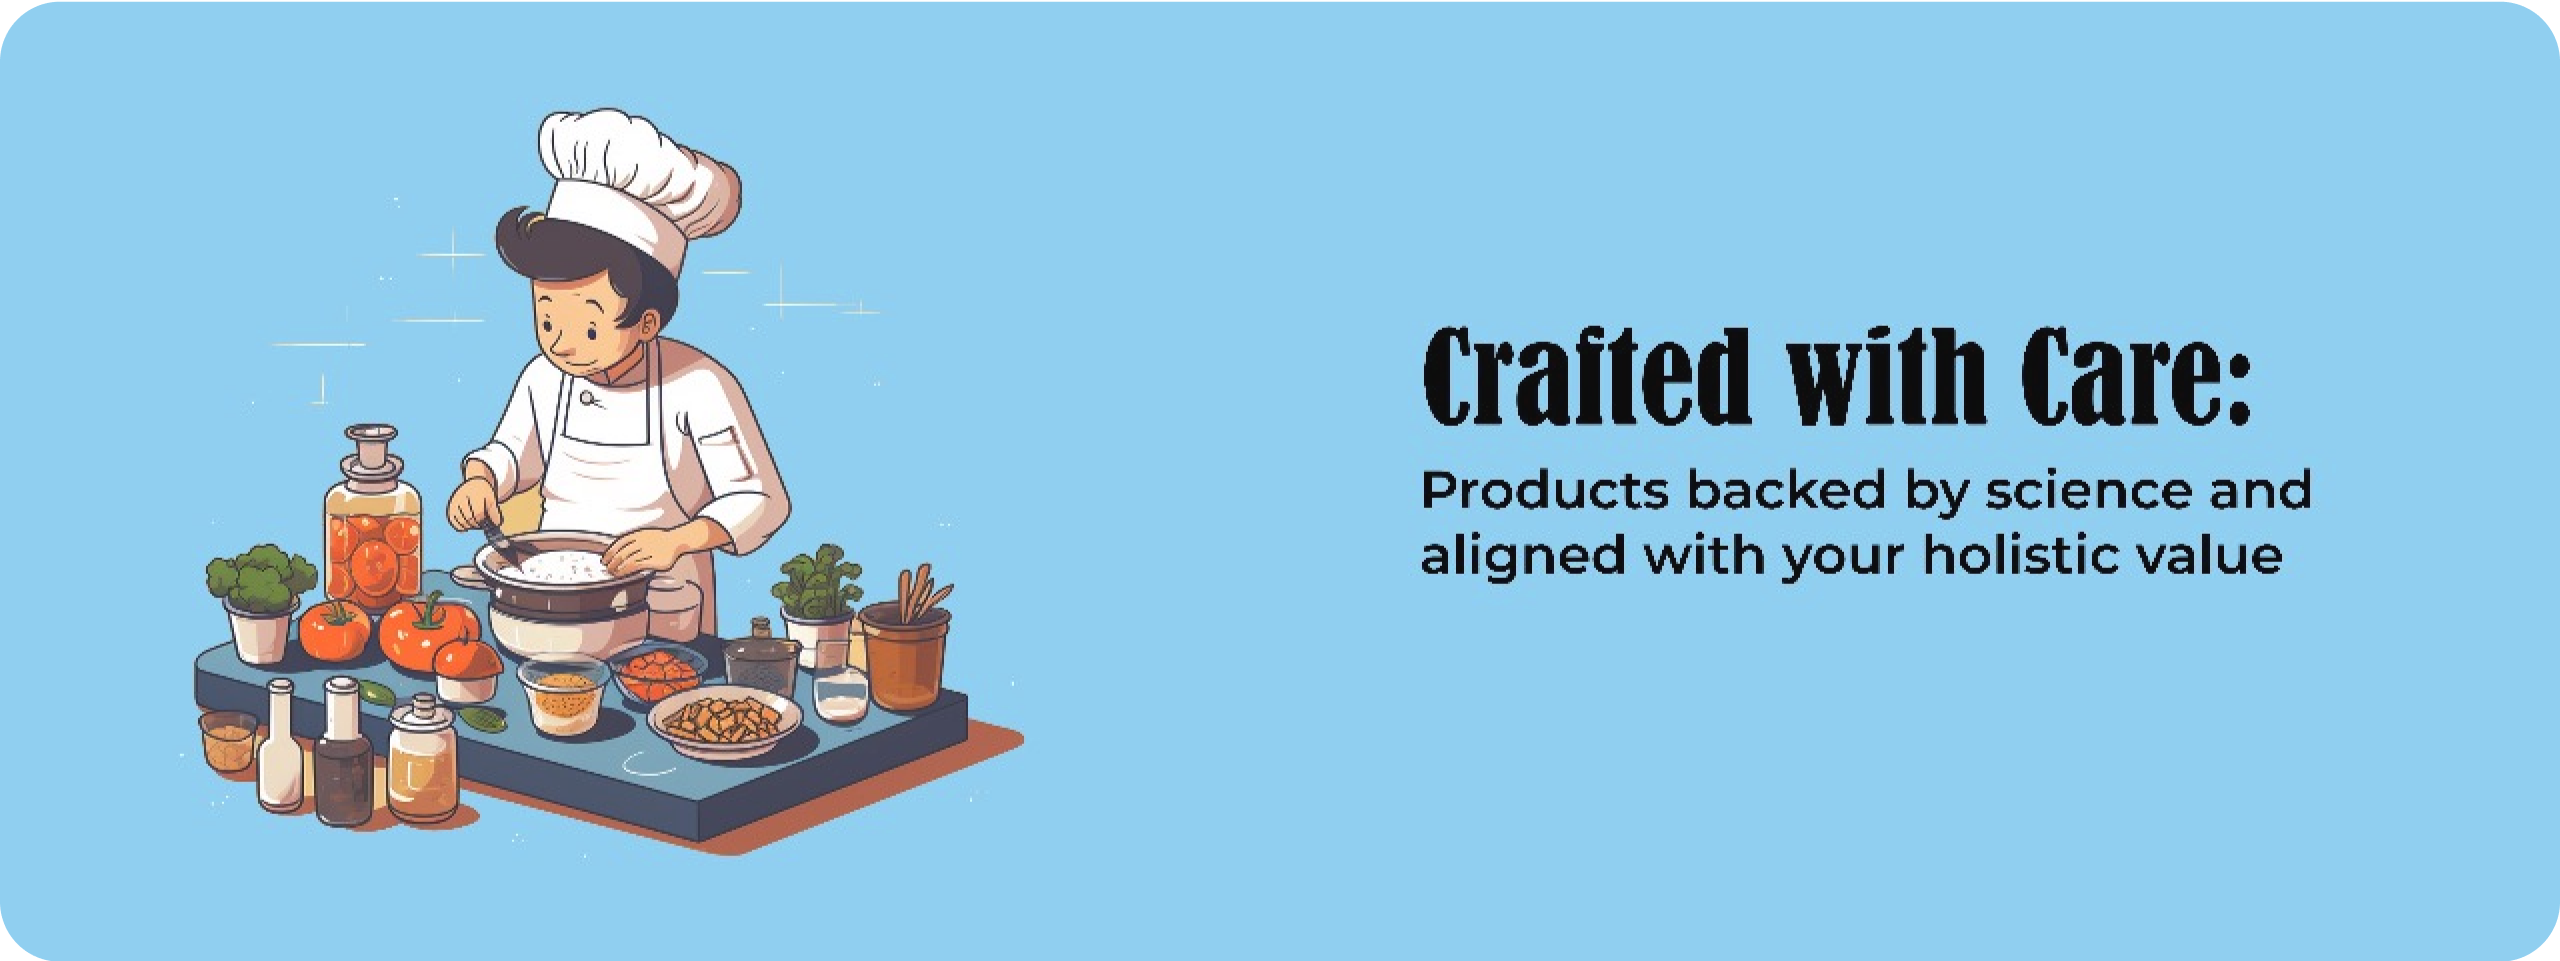 Crafted with Care:
Products backed by science and
aligned with your holistic value